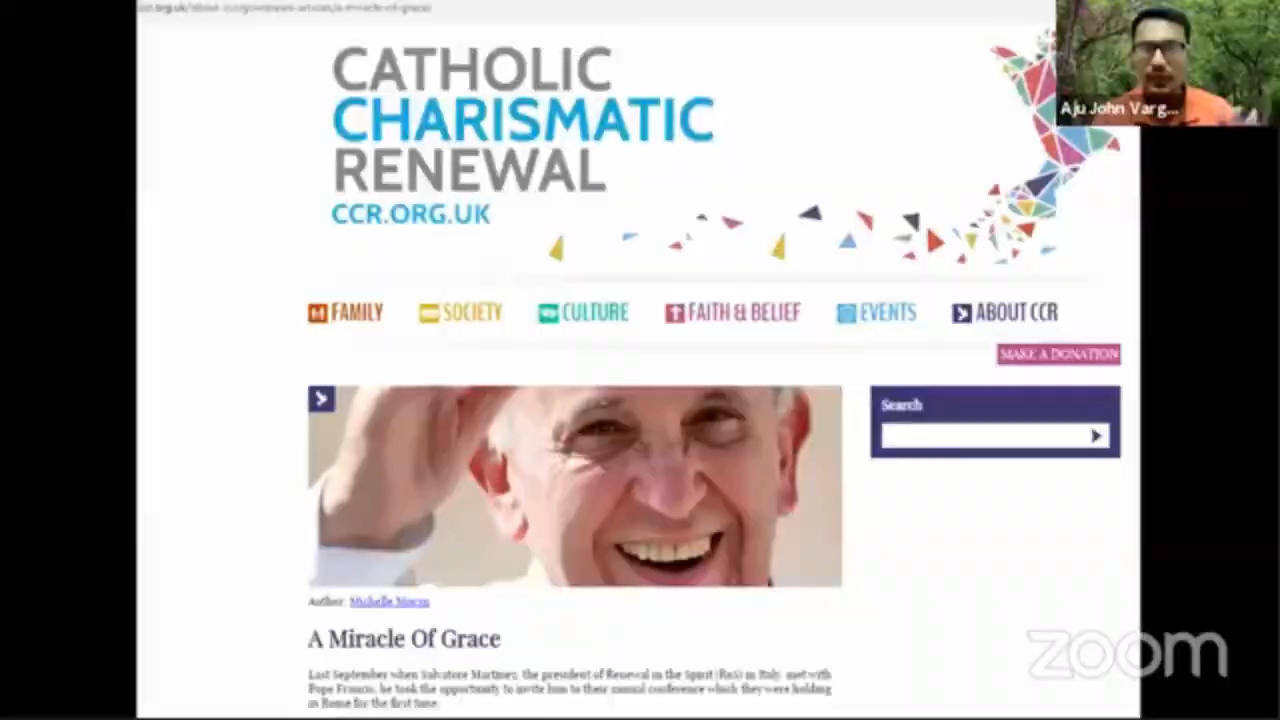 CATHOLIC
CHARISMATIC
RENEWAL
CCR.ORG.UK
Aju John Varg...
FAMILY
SOCIETY
CULTURE
FAITH & BELIEF
EVENTS
ABOUT CCR
MAKE A DONATION
Search
Author: Michelle Moran
A Miracle Of Grace
Last September when Salvatore Martinez, the president of Renewal in the Spirit (RnS) in Italy, met with
Pope Francis, he took the opportunity to invite him to their annual conference which they were holding
in Rome for the first time.
zoom